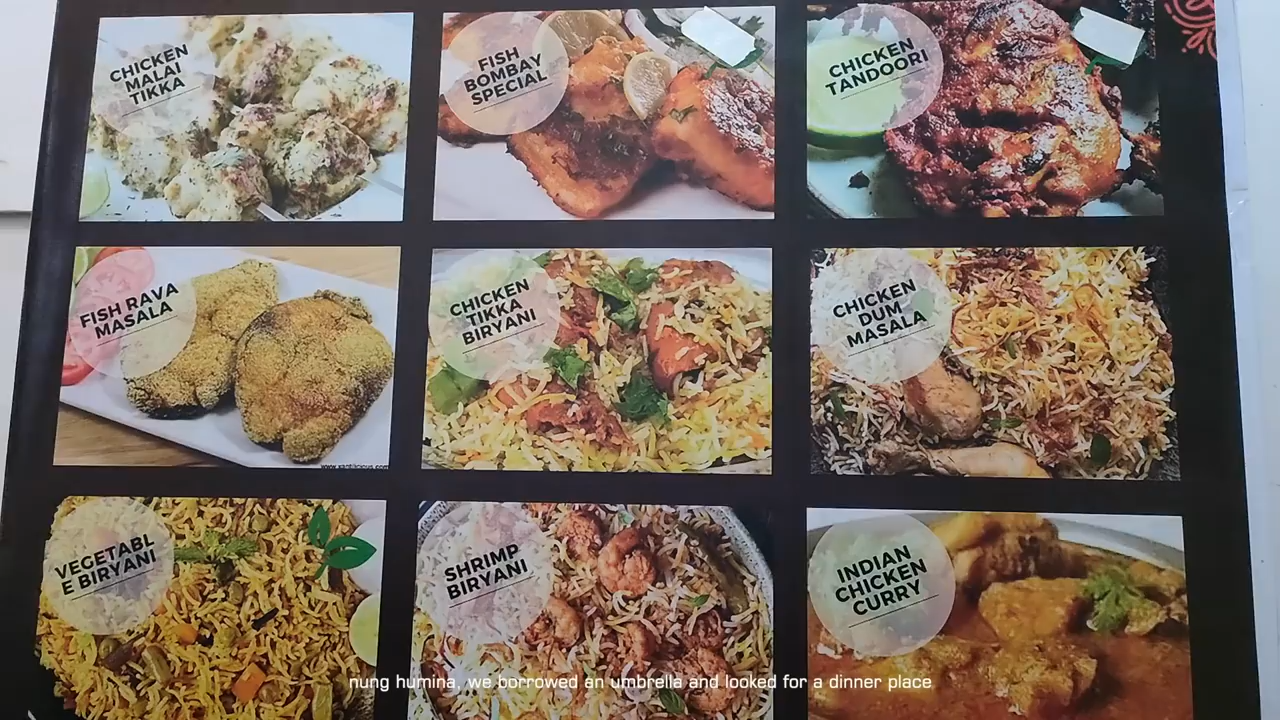 CHICKEN
MALAI
TIKKA
FISH
BOMBAY
SPECIAL
CHICKEN
TANDOORI
FISH RAVA
MASALA
CHICKEN
TIKKA
BIRYANI
CHICKEN
DUM
MASALA
VEGETABL
E BIRYANI
SHRIMP
BIRYANI
INDIAN
CHICKEN
CURRY
nung humina, we borrowed an umbrella and looked for a dinner place